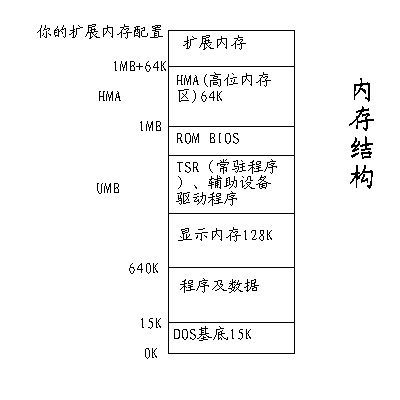 你的扩展内存配置
扩展内存
1MB+64K
HMA
HMA(高位内存
区)64K
1MB
ROM BIOS
UMB
TSR（常驻程序
）、辅助设备
驱动程序
显示内存128K
640K
程序及数据
15K
DOS基底15K
0K
内存结构